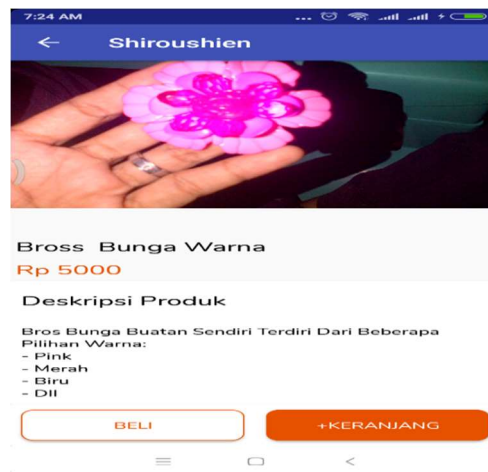 7:24 AM
Shiroushien
Bross Bunga Warna
Rp 5000
Deskripsi Produk
Bros Bunga Buatan Sendiri Terdiri Dari Beberapa
Pilihan Warna:
- Pink
- Merah
- Biru
- Dll
BELI
+KERANJANG